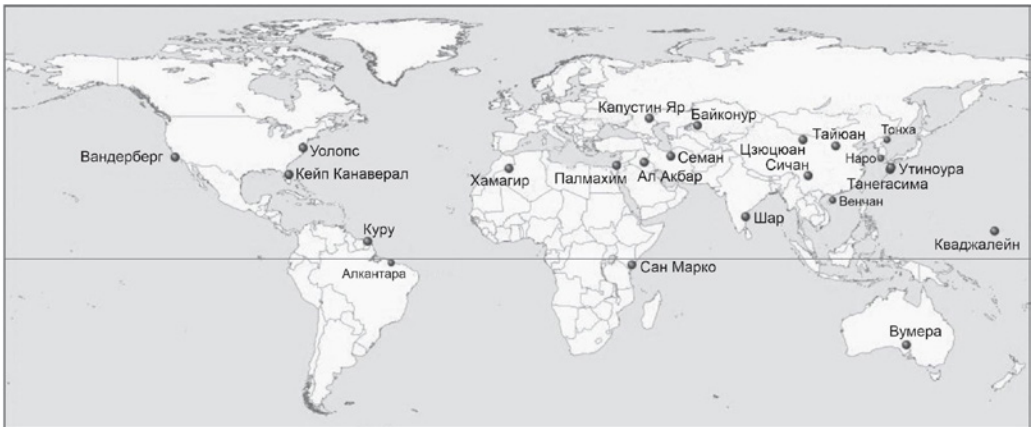 Капустин Яр
Байконур
Тайюан
Тонха
Уолопс
Вандерберг
Цзюцюан
Наро
Утиноура
Кейп Канаверал
Хамагир
Палмахим
Ал Акбар
Семан
Сичан
Танегасима
Венчан
Шар
Куру
Кваджалейн
Алкантара
Сан Марко
Вумера